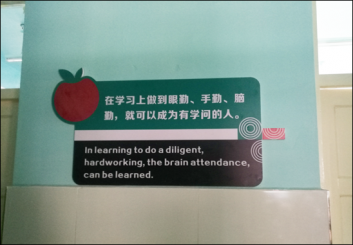 在学习上做到眼勤、手勤、脑
勤，就可以成为有学问的人。
In learning to do a diligent,
hardworking, the brain attendance,
can be learned.